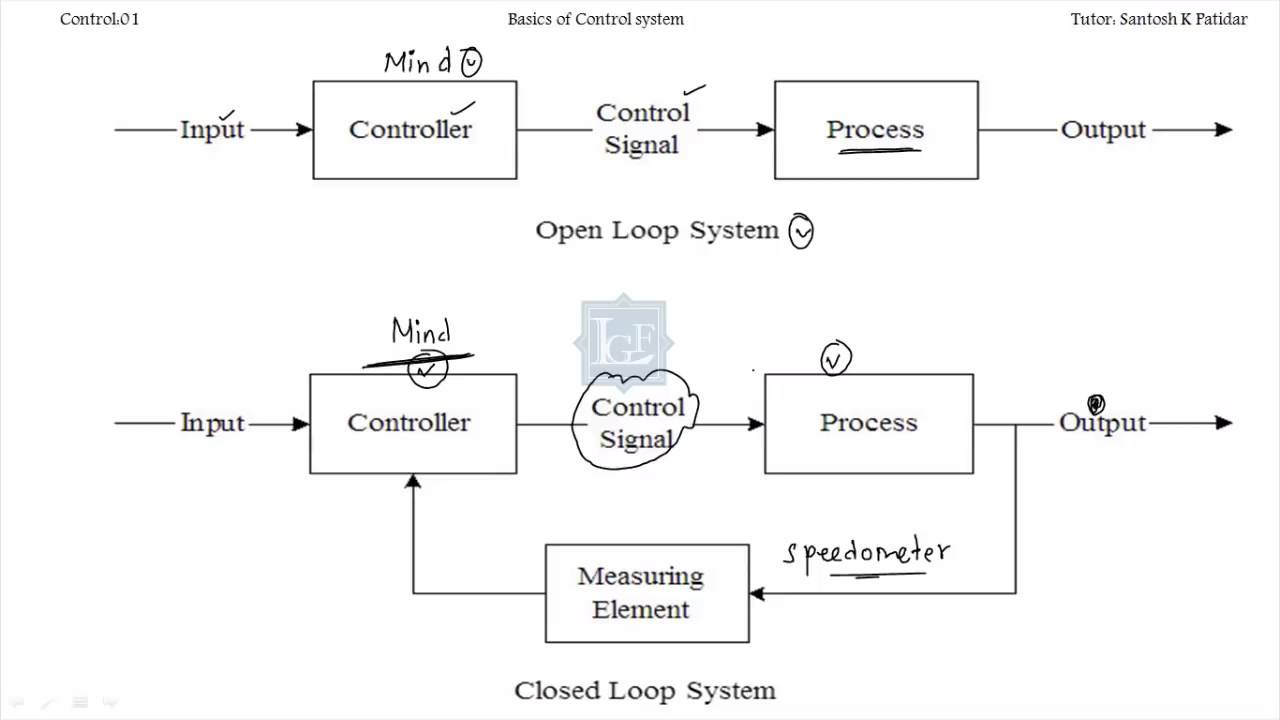 Control:01 Basics of Control system Tutor: Santosh K Patidar
Mind
Input Controller Control Signal Process Output
Open Loop System
LGF
Mind
Input Controller Control Signal Process Output
speedometer
Measuring Element
Closed Loop System